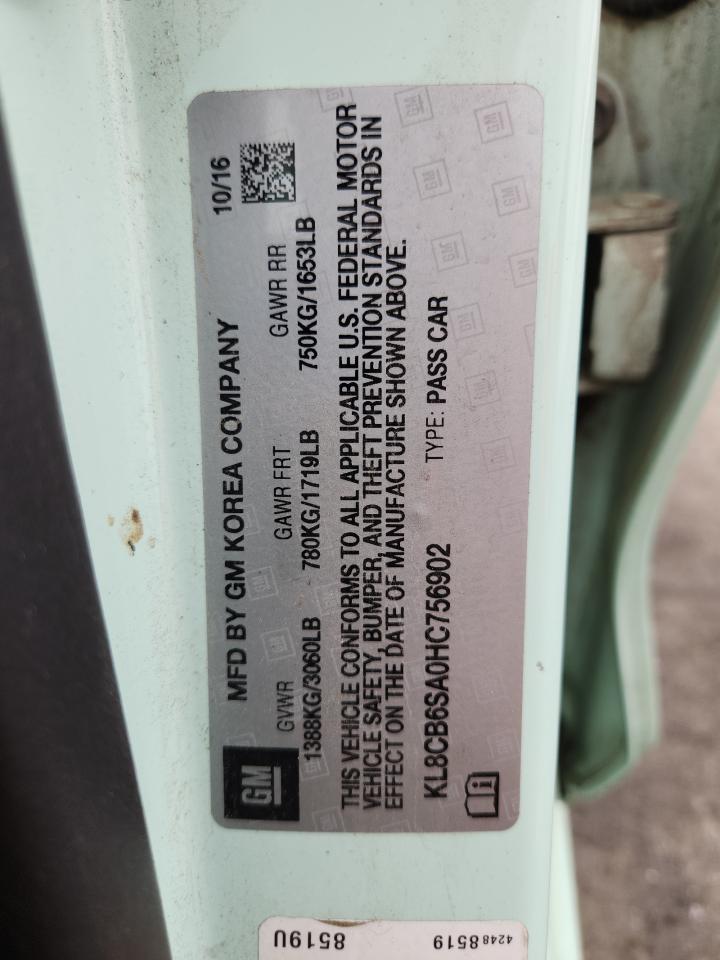 GM
MFD BY GM KOREA COMPANY 10/16
GVWR GAWR FRT GAWR RR
1388KG/3060LB 780KG/1719LB 750KG/1653LB
THIS VEHICLE CONFORMS TO ALL APPLICABLE U.S. FEDERAL MOTOR
VEHICLE SAFETY, BUMPER, AND THEFT PREVENTION STANDARDS IN
EFFECT ON THE DATE OF MANUFACTURE SHOWN ABOVE.
KL8CB6SA0HC756902 TYPE: PASS CAR
4248 8519
8519U